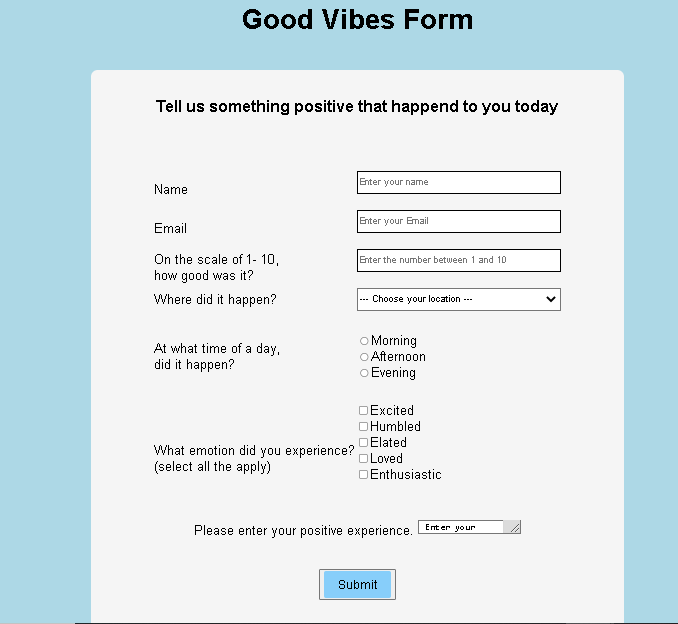 Good Vibes Form
Tell us something positive that happend to you today
Name
Enter your name
Email
Enter your Email
On the scale of 1- 10,
how good was it?
Enter the number between 1 and 10
Where did it happen?
--- Choose your location ---
At what time of a day,
did it happen?
Morning
Afternoon
Evening
What emotion did you experience?
(select all the apply)
Excited
Humbled
Elated
Loved
Enthusiastic
Please enter your positive experience.
Enter your
Submit